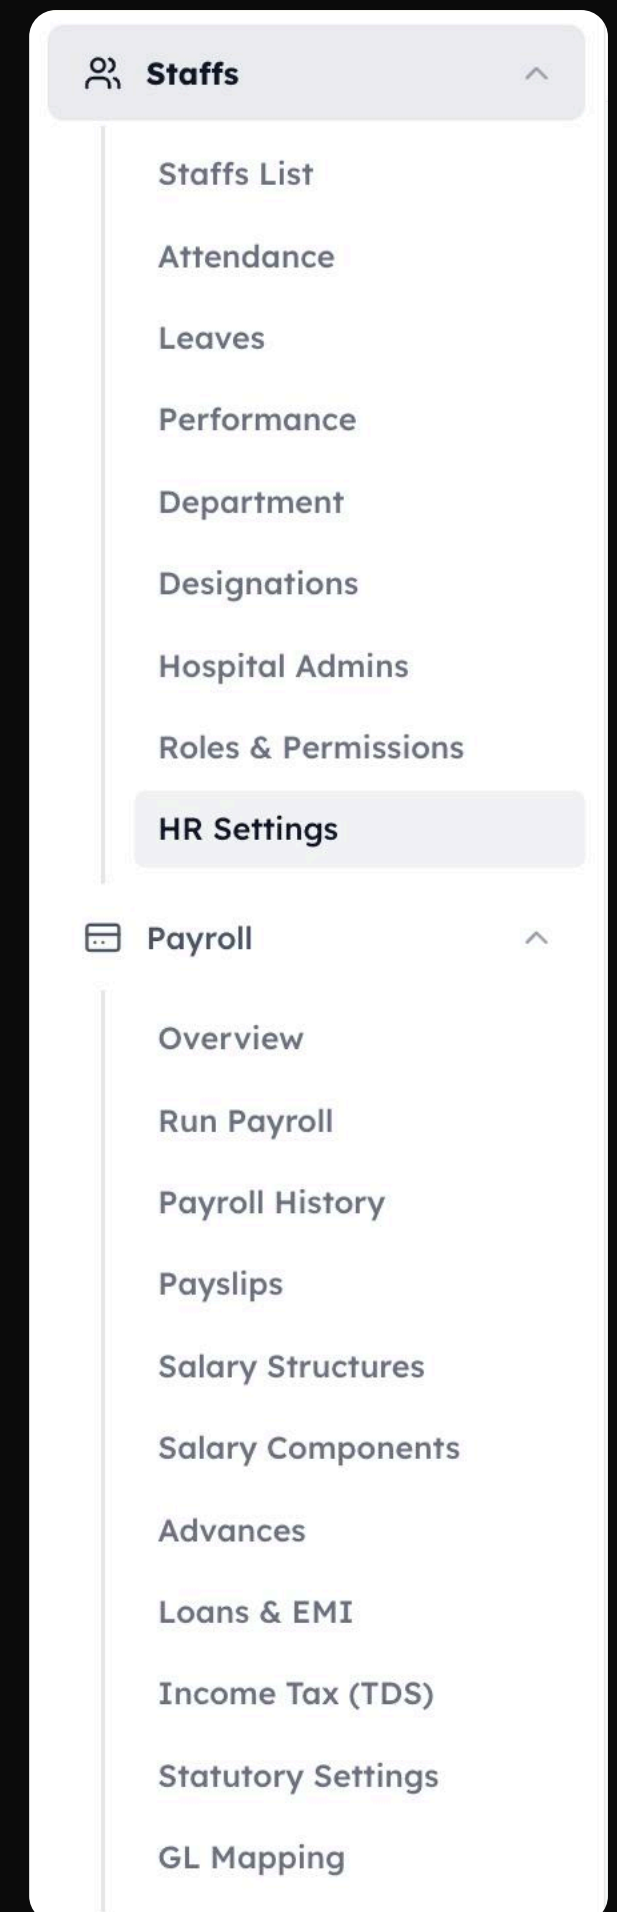 Staffs
Staffs List
Attendance
Leaves
Performance
Department
Designations
Hospital Admins
Roles & Permissions
HR Settings
Payroll
Overview
Run Payroll
Payroll History
Payslips
Salary Structures
Salary Components
Advances
Loans & EMI
Income Tax (TDS)
Statutory Settings
GL Mapping